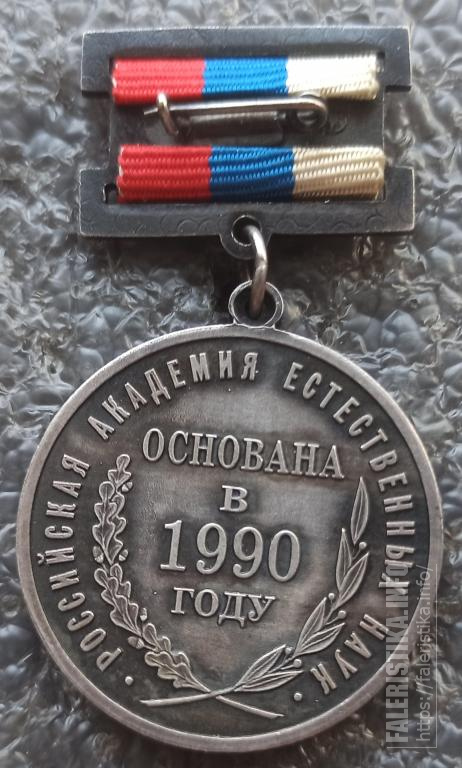 · РОССИЙСКАЯ АКАДЕМИЯ ЕСТЕСТВЕННЫХ НАУК ·
ОСНОВАНА
В
1990
ГОДУ
FALERISTIKA.INFO
https://faleristika.info/